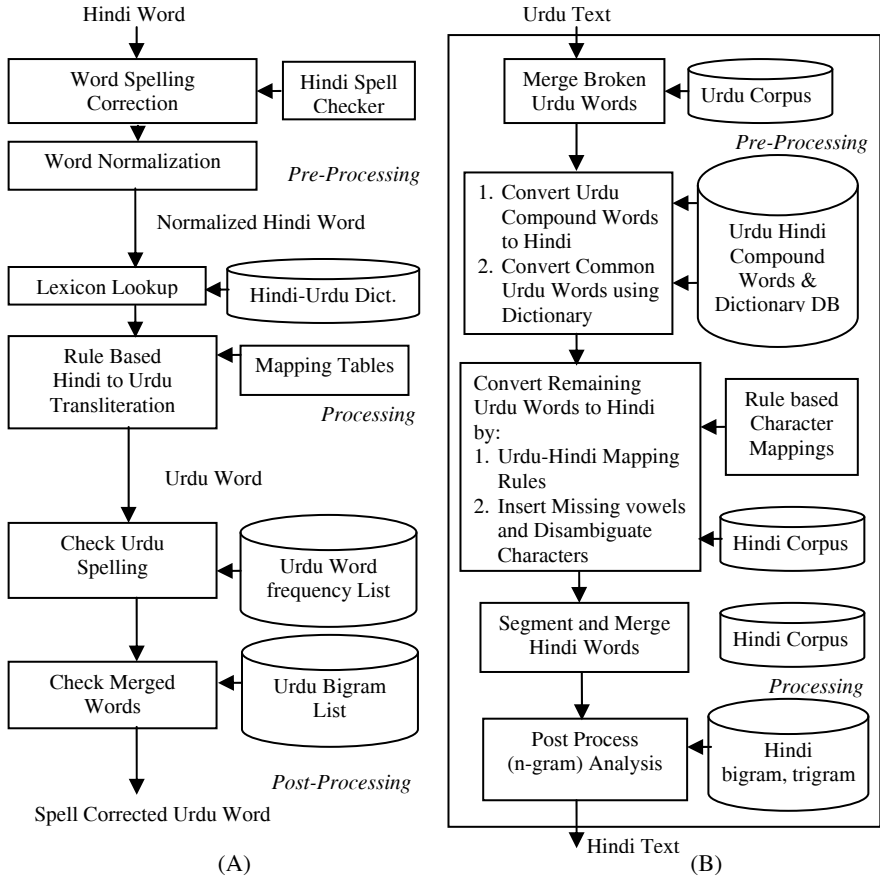 Hindi Word
Word Spelling
Correction
Hindi Spell
Checker
Word Normalization
Pre-Processing
Normalized Hindi Word
Lexicon Lookup
Hindi-Urdu Dict.
Rule Based
Hindi to Urdu
Transliteration
Mapping Tables
Processing
Urdu Word
Check Urdu
Spelling
Urdu Word
frequency List
Check Merged
Words
Urdu Bigram
List
Post-Processing
Spell Corrected Urdu Word
(A)
Urdu Text
Merge Broken
Urdu Words
Urdu Corpus
Pre-Processing
1. Convert Urdu
Compound Words
to Hindi
2. Convert Common
Urdu Words using
Dictionary
Urdu Hindi
Compound
Words &
Dictionary DB
Convert Remaining
Urdu Words to Hindi
by:
1. Urdu-Hindi Mapping
Rules
2. Insert Missing vowels
and Disambiguate
Characters
Rule based
Character
Mappings
Hindi Corpus
Segment and Merge
Hindi Words
Hindi Corpus
Processing
Post Process
(n-gram) Analysis
Hindi
bigram, trigram
Hindi Text
(B)